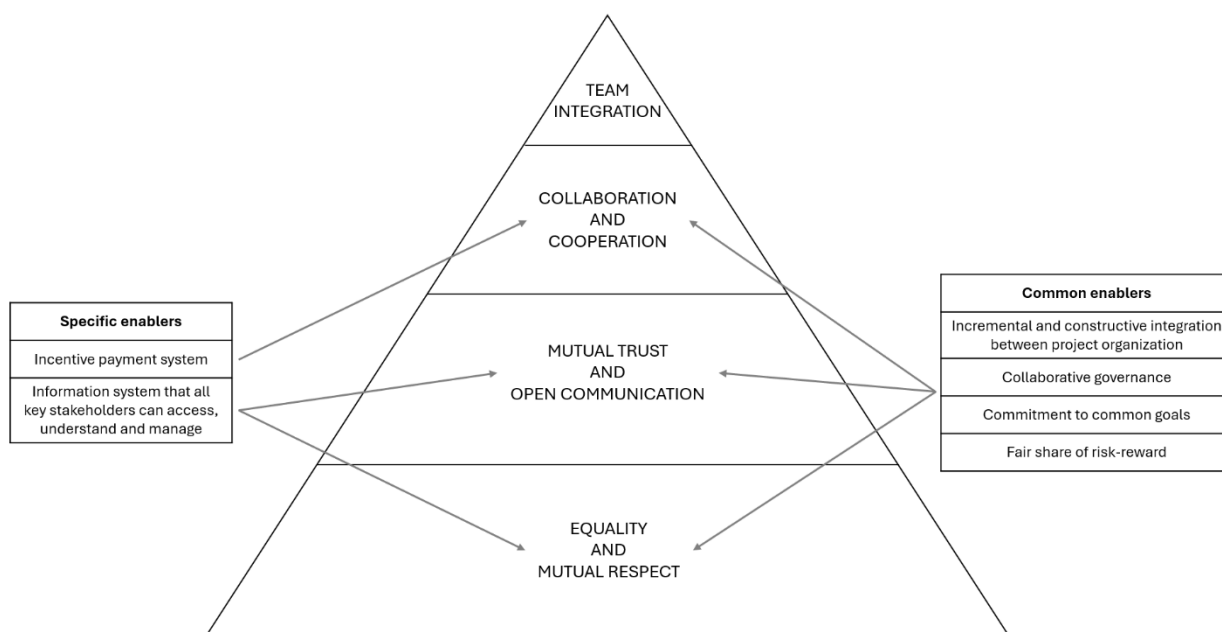 TEAM
INTEGRATION
COLLABORATION
AND
COOPERATION
MUTUAL TRUST
AND
OPEN COMMUNICATION
EQUALITY
AND
MUTUAL RESPECT
Specific enablers
Incentive payment system
Information system that all
key stakeholders can access,
understand and manage
Common enablers
Incremental and constructive integration
between project organization
Collaborative governance
Commitment to common goals
Fair share of risk-reward